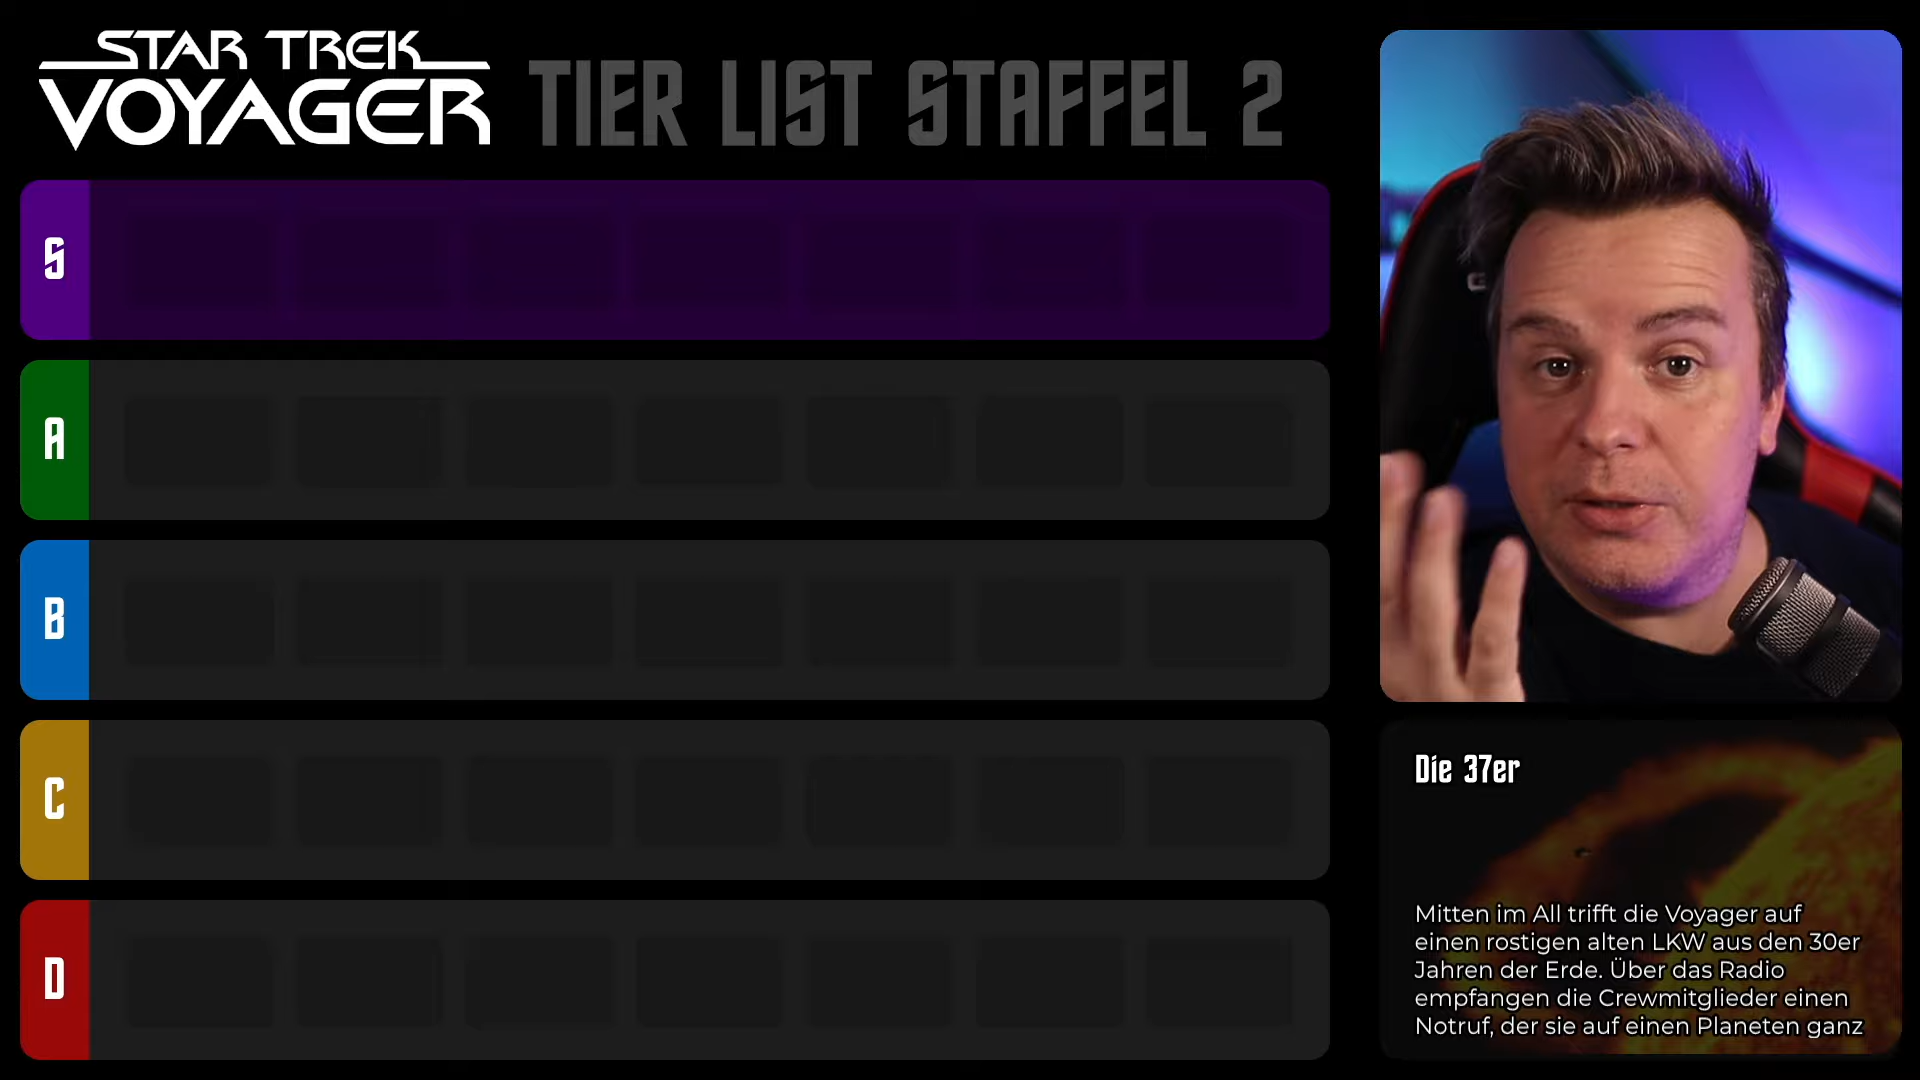 STAR TREK
VOYAGER
TIER LIST STAFFEL 2
S
A
B
C
D
Die 37er
Mitten im All trifft die Voyager auf
einen rostigen alten LKW aus den 30er
Jahren der Erde. Über das Radio
empfangen die Crewmitglieder einen
Notruf, der sie auf einen Planeten ganz